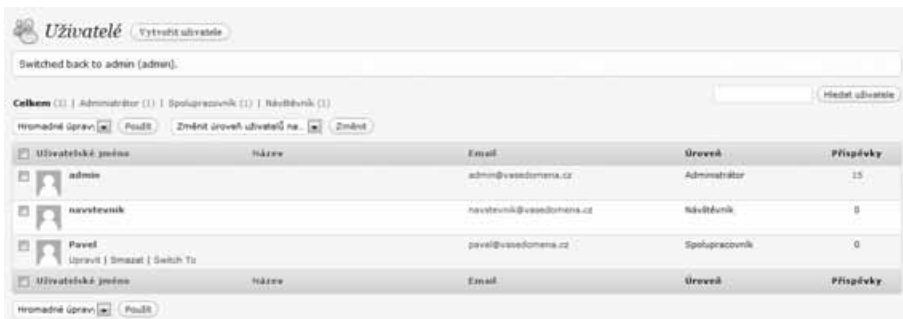 Uživatelé Vytvořit uživatele
Switched back to admin (admin).
Hledat uživatele
Celkem (3) | Administrátor (1) | Spolupracovník (1) | Návštěvník (1)
Hromadné úpravy Použít Změnit úroveň uživatelů na... Změnit
Uživatelské jméno Název Email Úroveň Příspěvky
admin admin@vasedomena.cz Administrátor 15
navstevnik navstevnik@vasedomena.cz Návštěvník 0
Pavel pavel@vasedomena.cz Spolupracovník 0
Upravit | Smazat | Switch To
Uživatelské jméno Název Email Úroveň Příspěvky
Hromadné úpravy Použít